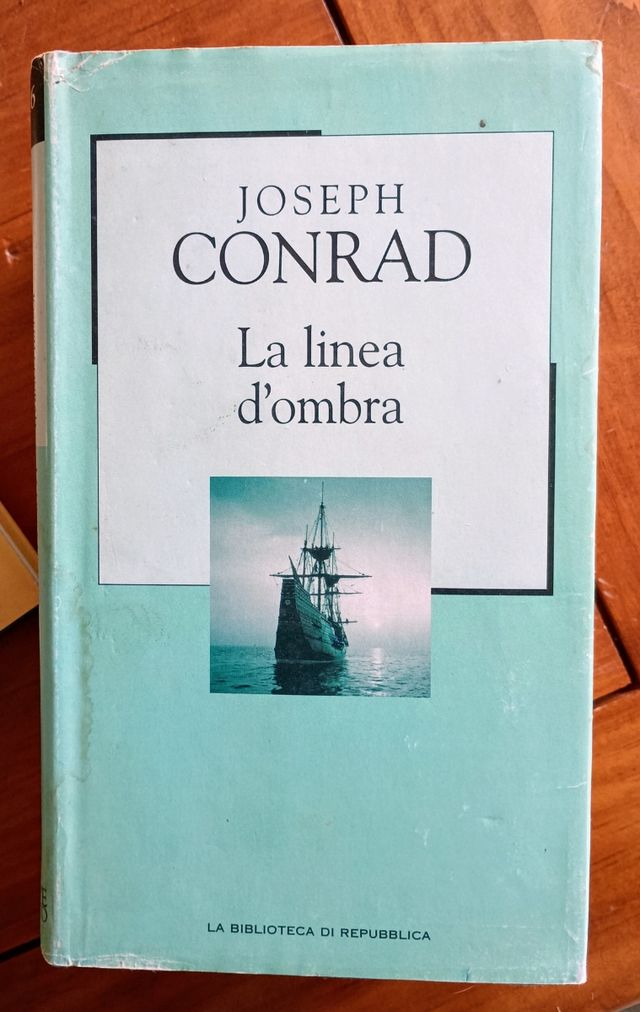 JOSEPH
CONRAD
La linea
d'ombra
LA BIBLIOTECA DI REPUBBLICA